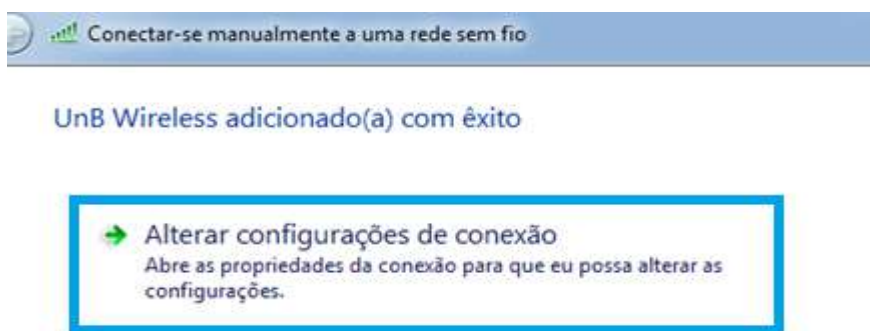 Conectar-se manualmente a uma rede sem fio
UnB Wireless adicionado(a) com êxito
Alterar configurações de conexão
Abre as propriedades da conexão para que eu possa alterar as
configurações.